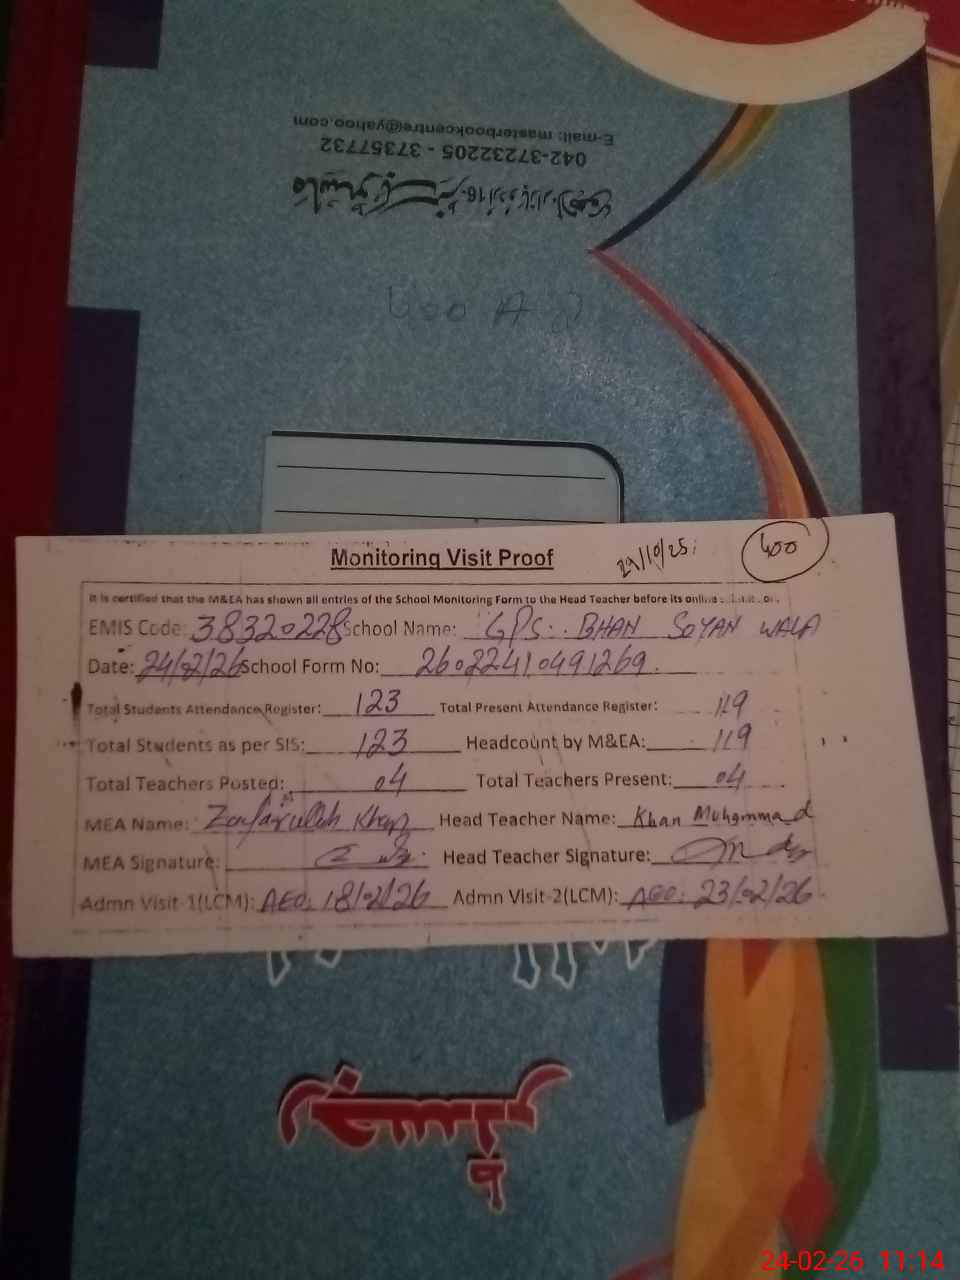 E-mail: masterbookcentre@yahoo.com
042-37232205 - 37357732
400 A
Monitoring Visit Proof
29/10/25
400
It is certified that the M&EA has shown all entries of the School Monitoring Form to the Head Teacher before its online
EMIS Code: 38320228 School Name: GPS: BHAN SOYAN WALA
Date: 24/02/26 School Form No: 26022410491269.
Total Students Attendance Register: 123 Total Present Attendance Register: 119
Total Students as per SIS: 123 Headcount by M&EA: 119
Total Teachers Posted: 04 Total Teachers Present: 04
MEA Name: Zafarullah Khan Head Teacher Name: Khan Muhammad
MEA Signature: Head Teacher Signature:
Admn Visit-1(LCM): AEO: 18/02/26 Admn Visit-2(LCM): AEO: 23/02/26
24-02-26 11:14